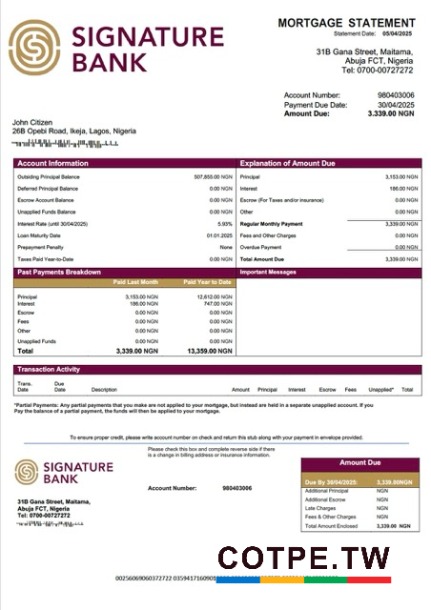 SIGNATURE
BANK
MORTGAGE STATEMENT
Statement Date: 05/04/2025
31B Gana Street, Maitama,
Abuja FCT, Nigeria
Tel: 0700-00727272
Account Number: 980403006
Payment Due Date: 30/04/2025
Amount Due: 3.339.00 NGN
John Citizen
26B Opebi Road, Ikeja, Lagos, Nigeria
Account Information
Outstanding Principal Balance 507,800.00 NGN
Deferred Principal Balance 0.00 NGN
Escrow Account Balance 0.00 NGN
Unapplied Funds Balance 0.00 NGN
Interest Rate (until 30/04/2025) 5.93%
Loan Maturity Date 01.01.2025
Prepayment Penalty None
Taxes Paid Year-to-Date 0.00 NGN
Explanation of Amount Due
Principal 3,153.00 NGN
Interest 186.00 NGN
Escrow (For Taxes and/or insurance) 0.00 NGN
Other 0.00 NGN
Regular Monthly Payment 3,339.00 NGN
Fees and Other Charges 0.00 NGN
Overdue Payment 0.00 NGN
Total Amount Due 3,339.00 NGN
Past Payments Breakdown
Paid Last Month Paid Year to Date
Principal 3,153.00 NGN 12,612.00 NGN
Interest 186.00 NGN 747.00 NGN
Escrow 0.00 NGN 0.00 NGN
Fees 0.00 NGN 0.00 NGN
Other 0.00 NGN 0.00 NGN
Unapplied Funds 0.00 NGN 0.00 NGN
Total 3,339.00 NGN 13,359.00 NGN
Important Messages
Transaction Activity
Trans. Date Due Date Description Amount Principal Interest Escrow Fees Unapplied* Total
*Partial Payments: Any partial payments that you make are not applied to your mortgage, but instead are held in a separate unapplied account. If you
Pay the balance of a partial payment, the funds will then be applied to your mortgage.
To ensure proper credit, please write account number on check and return this stub along with your payment in envelope provided.
Please check this box and complete reverse side if there
is a change in billing address or insurance information.
SIGNATURE
BANK
31B Gana Street, Maitama,
Abuja FCT, Nigeria
Tel: 0700-00727272
Account Number: 980403006
Amount Due
Due By 30/04/2025: 3,339.00NGN
Additional Principal NGN
Additional Escrow NGN
Late Charges NGN
Fees & Other Charges NGN
Total Amount Enclosed 3,339.00 NGN
COTPE.TW